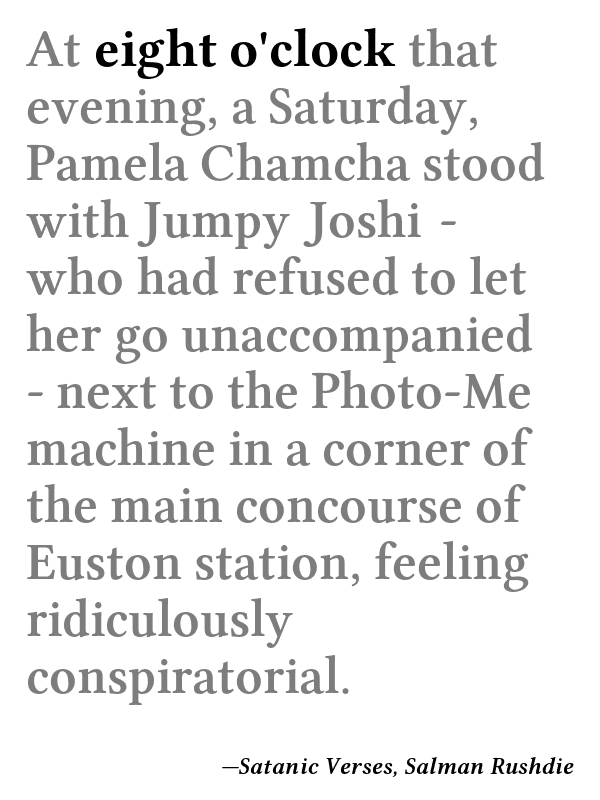 At eight o'clock that
evening, a Saturday,
Pamela Chamcha stood
with Jumpy Joshi -
who had refused to let
her go unaccompanied
- next to the Photo-Me
machine in a corner of
the main concourse of
Euston station, feeling
ridiculously
conspiratorial.
—Satanic Verses, Salman Rushdie